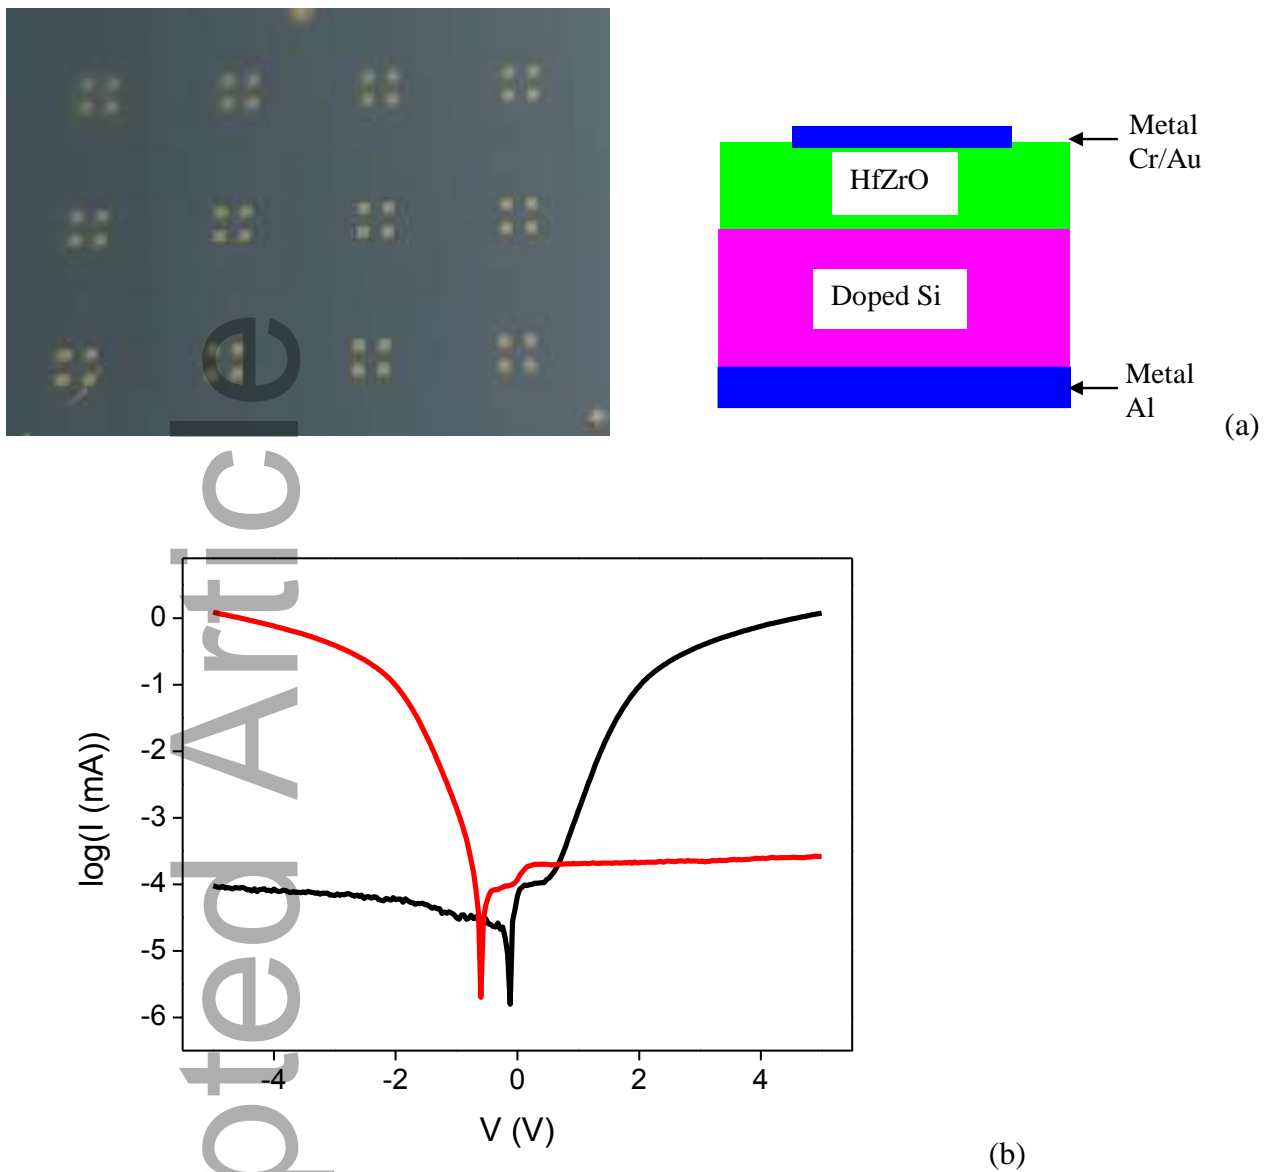 Metal
Cr/Au
HfZrO
Doped Si
Metal
Al
(a)
log(I (mA))
0
-1
-2
-3
-4
-5
-6
-4
-2
0
2
4
V (V)
(b)
pted Article